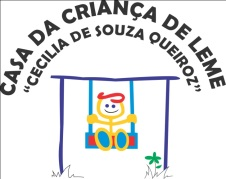 CASA DA CRIANÇA DE LEME
“CECILIA DE SOUZA QUEIROZ”